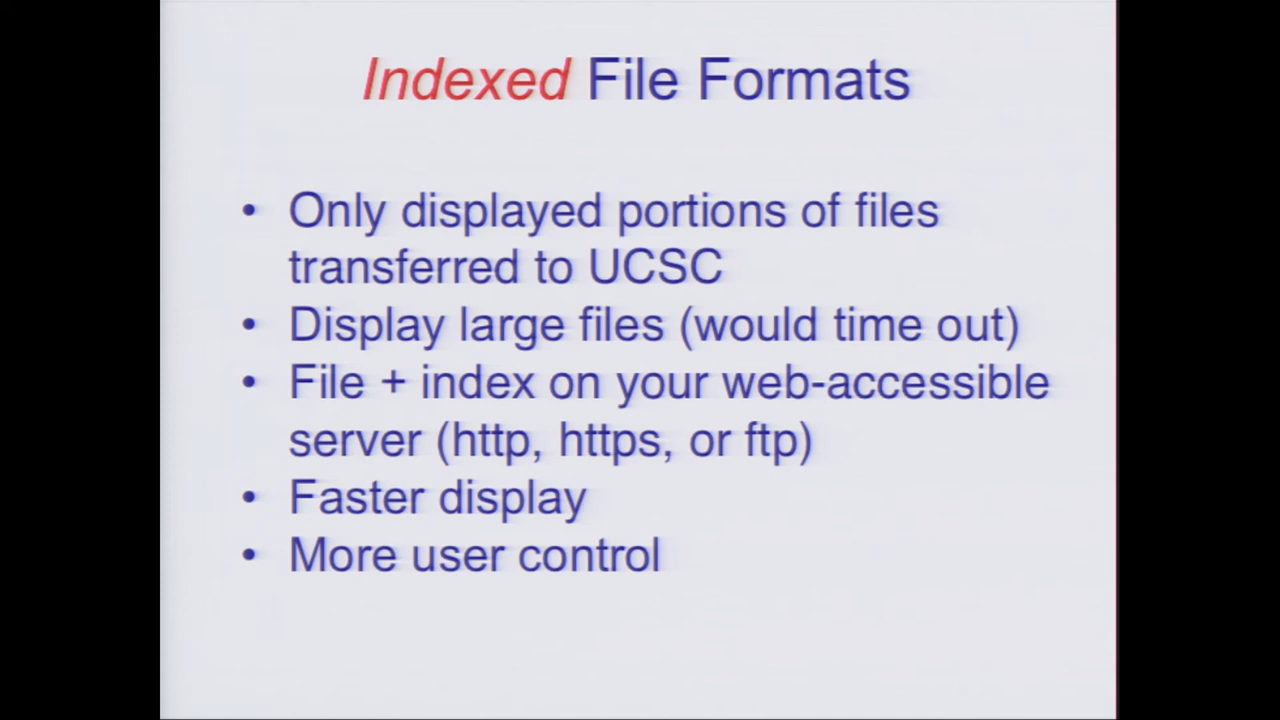 Indexed File Formats
• Only displayed portions of files
transferred to UCSC
• Display large files (would time out)
• File + index on your web-accessible
server (http, https, or ftp)
• Faster display
• More user control